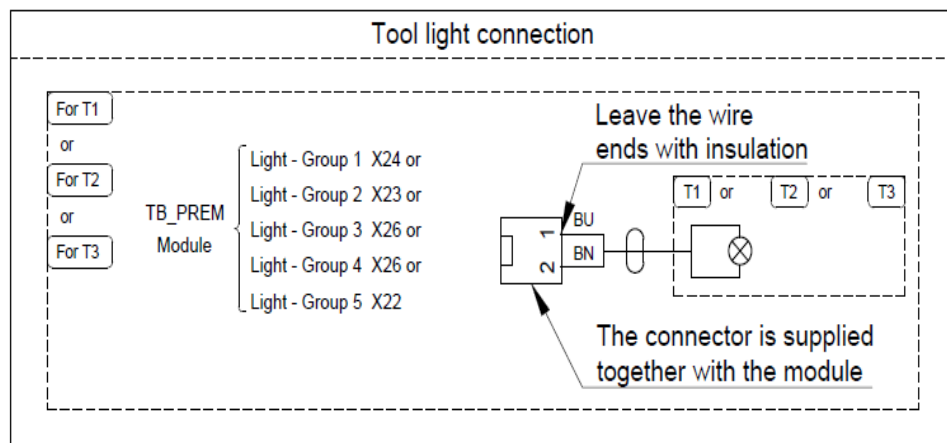 Tool light connection
For T1
or
For T2
or
For T3
TB_PREM
Module
Light - Group 1 X24 or
Light - Group 2 X23 or
Light - Group 3 X26 or
Light - Group 4 X26 or
Light - Group 5 X22
Leave the wire
ends with insulation
T1 or T2 or T3
1 BU
2 BN
The connector is supplied
together with the module